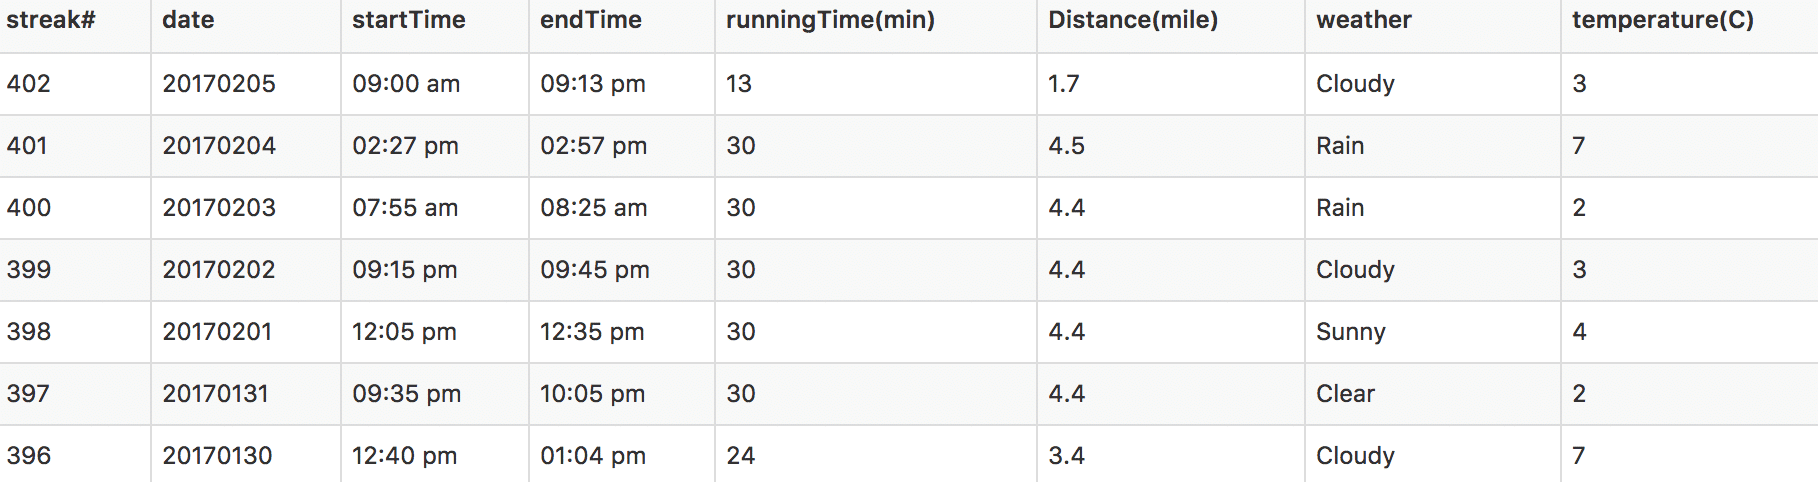 streak# date startTime endTime runningTime(min) Distance(mile) weather temperature(C)
402 20170205 09:00 am 09:13 pm 13 1.7 Cloudy 3
401 20170204 02:27 pm 02:57 pm 30 4.5 Rain 7
400 20170203 07:55 am 08:25 am 30 4.4 Rain 2
399 20170202 09:15 pm 09:45 pm 30 4.4 Cloudy 3
398 20170201 12:05 pm 12:35 pm 30 4.4 Sunny 4
397 20170131 09:35 pm 10:05 pm 30 4.4 Clear 2
396 20170130 12:40 pm 01:04 pm 24 3.4 Cloudy 7